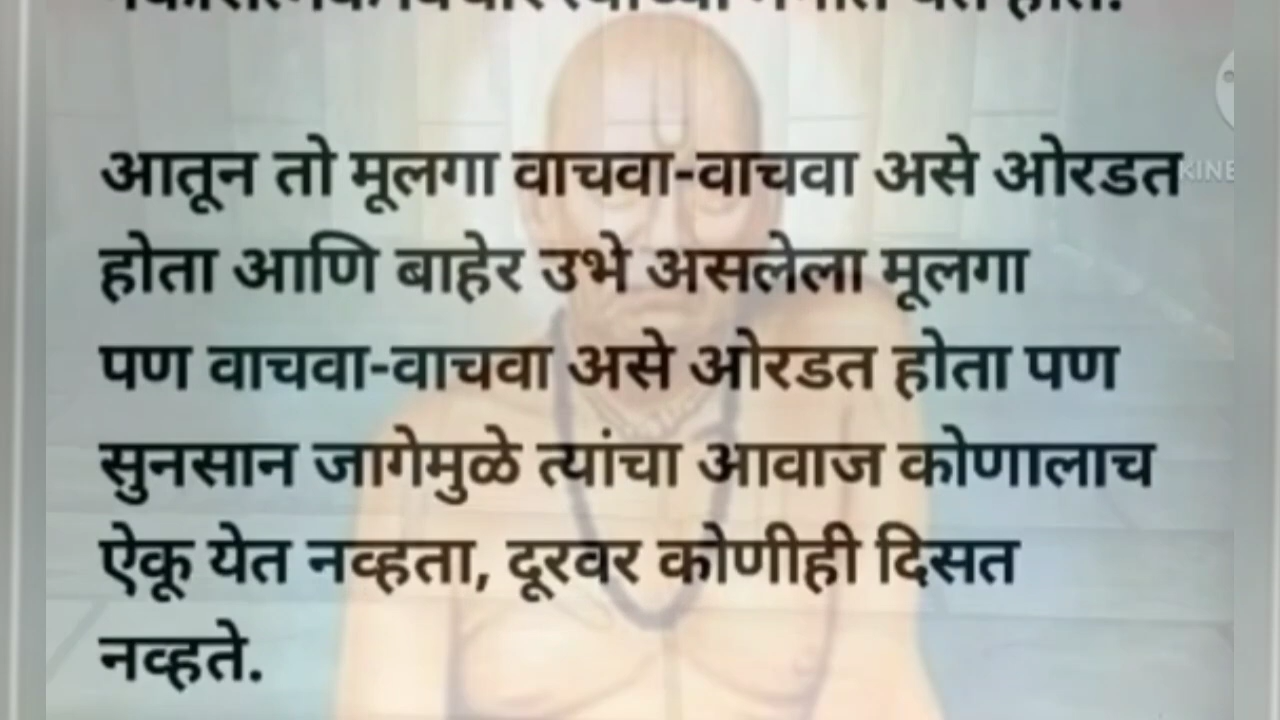 आतून तो मूलगा वाचवा-वाचवा असे ओरडत
होता आणि बाहेर उभे असलेला मूलगा
पण वाचवा-वाचवा असे ओरडत होता पण
सुनसान जागेमुळे त्यांचा आवाज कोणालाच
ऐकू येत नव्हता, दूरवर कोणीही दिसत
नव्हते.
KINE